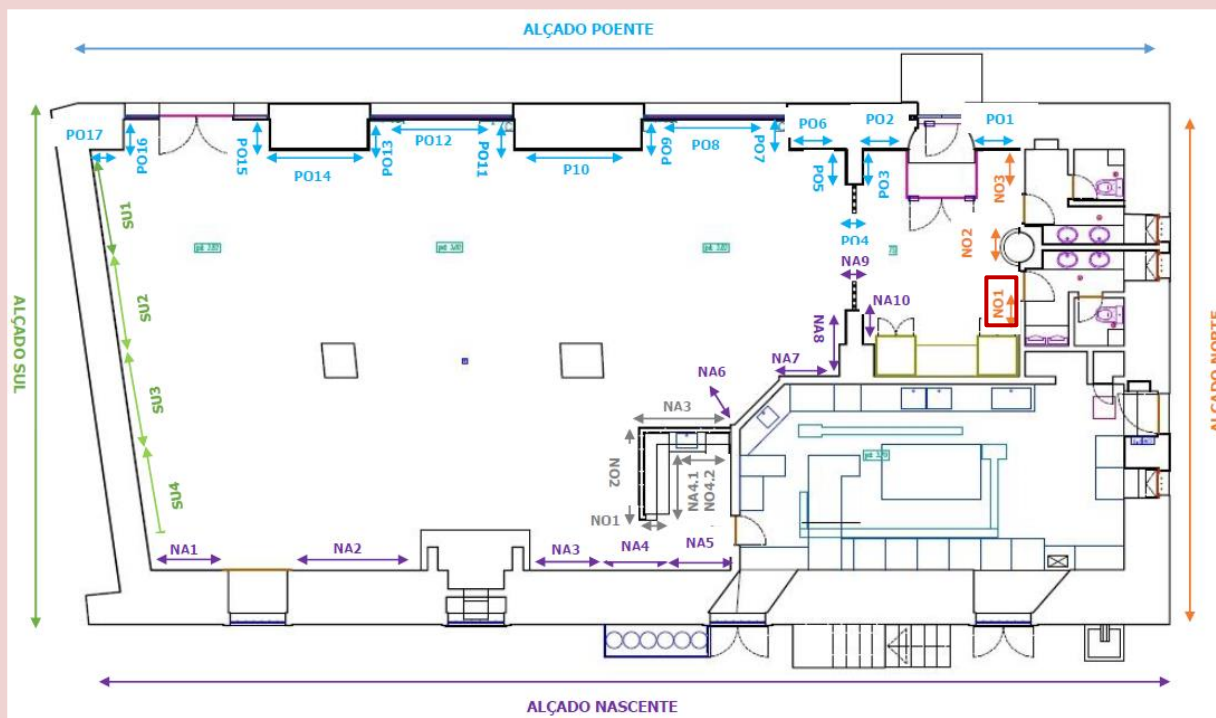 ALÇADO POENTE
PO17
PO16
PO15
PO14
PO13
PO12
PO11
P10
PO9
PO8
PO7
PO6
PO5
PO2
PO3
PO1
NO3
PO4
NO2
NA9
NA10
NO1
SU1
SU2
SU3
SU4
ALÇADO SUL
ALÇADO NORTE
NA8
NA7
NA6
NA3
NO2
NA4.1
NO4.2
NO1
NA1
NA2
NA3
NA4
NA5
ALÇADO NASCENTE